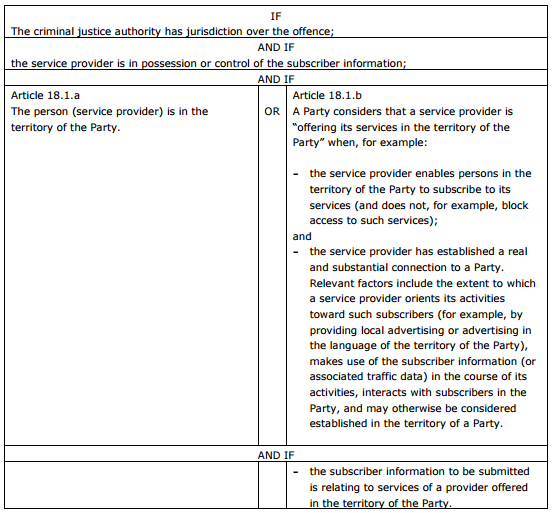 IF
The criminal justice authority has jurisdiction over the offence;
AND IF
the service provider is in possession or control of the subscriber information;
AND IF
Article 18.1.a
The person (service provider) is in the
territory of the Party.
OR
Article 18.1.b
A Party considers that a service provider is
“offering its services in the territory of the
Party” when, for example:
- the service provider enables persons in the
territory of the Party to subscribe to its
services (and does not, for example, block
access to such services);
and
- the service provider has established a real
and substantial connection to a Party.
Relevant factors include the extent to which
a service provider orients its activities
toward such subscribers (for example, by
providing local advertising or advertising in
the language of the territory of the Party),
makes use of the subscriber information (or
associated traffic data) in the course of its
activities, interacts with subscribers in the
Party, and may otherwise be considered
established in the territory of a Party.
AND IF
- the subscriber information to be submitted
is relating to services of a provider offered
in the territory of the Party.